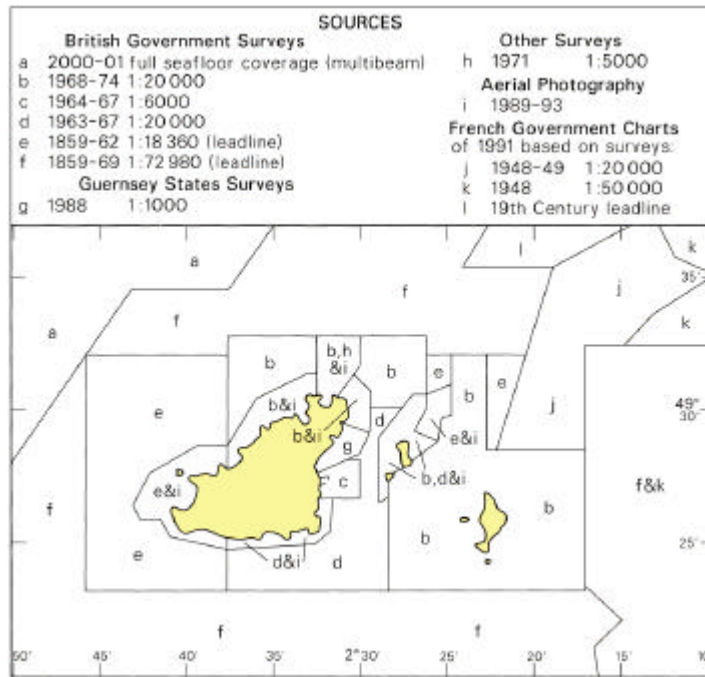 SOURCES
British Government Surveys
a 2000-01 full seafloor coverage (multibeam)
b 1968-74 1:20 000
c 1964-67 1:6000
d 1963-67 1:20 000
e 1859-62 1:18 360 (leadline)
f 1859-69 1:72 980 (leadline)
Guernsey States Surveys
g 1988 1:1000
Other Surveys
h 1971 1:5000
Aerial Photography
i 1989-93
French Government Charts
of 1991 based on surveys:
j 1948-49 1:20 000
k 1948 1:50 000
l 19th Century leadline
a
l
k
35'
f
j
f
k
a
b
b,h
&i
b
e
b
e
j
49°
30'
e
b&i
b&i
d
e&i
g
e&i
c
b,d&i
f&k
f
b
b
25'
e
d&i
d
f
f
50'
45'
40'
35'
2°30'
25'
20'
15'
10'